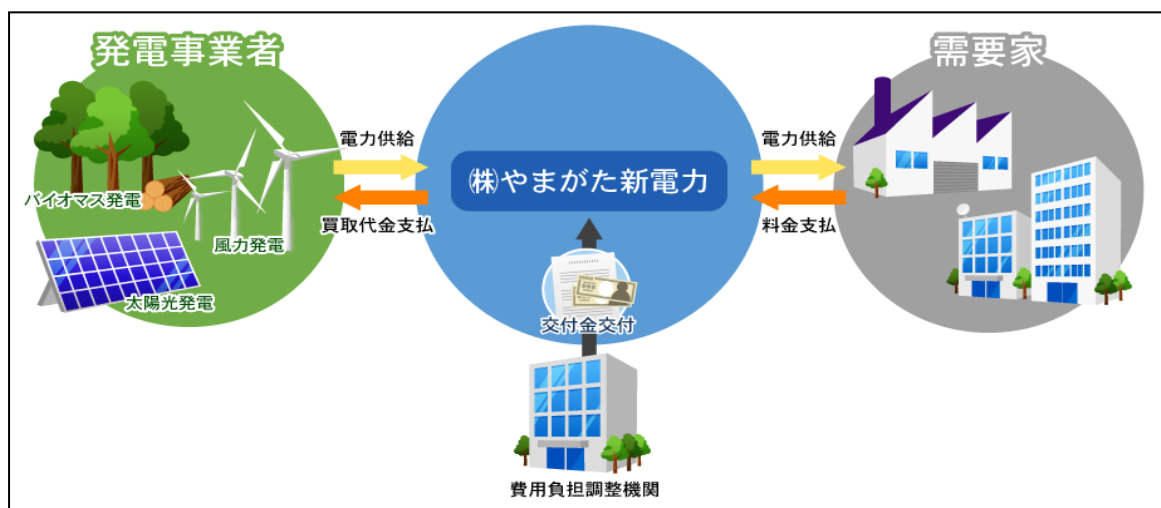 発電事業者
需要家
電力供給
電力供給
㈱やまがた新電力
バイオマス発電
買取代金支払
料金支払
風力発電
太陽光発電
交付金交付
費用負担調整機関